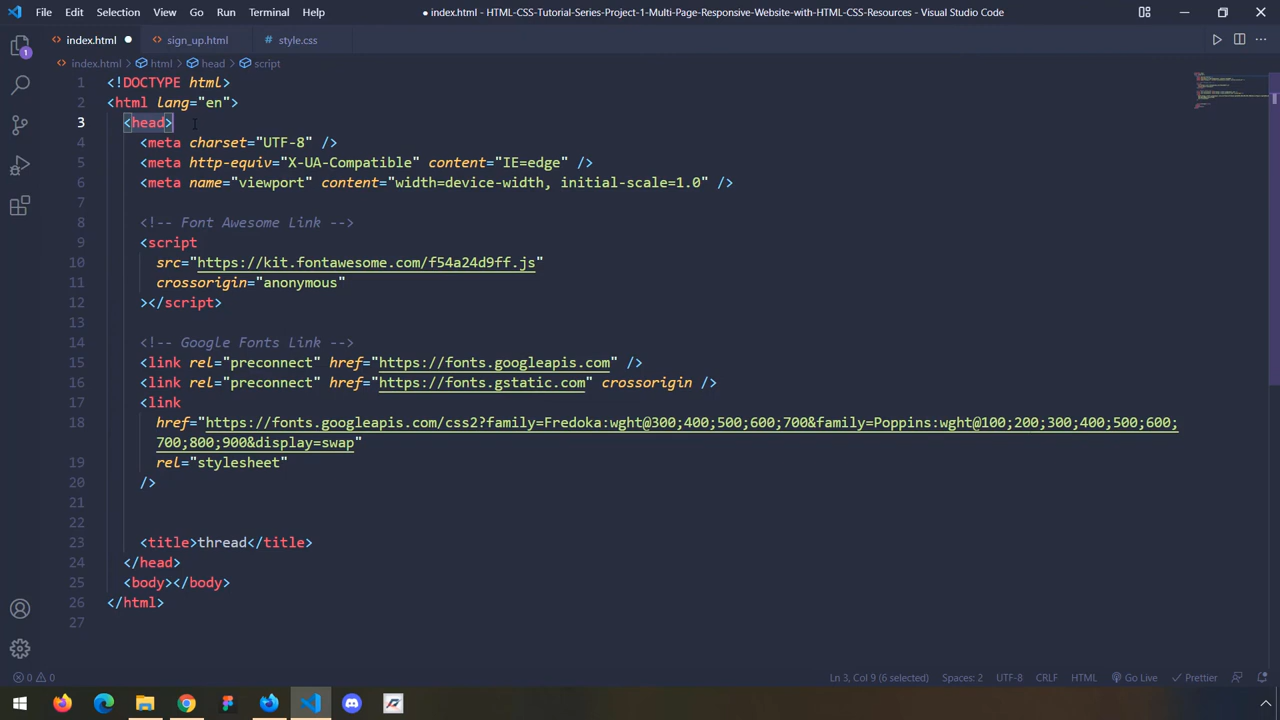 File Edit Selection View Go Run Terminal Help
● index.html - HTML-CSS-Tutorial-Series-Project-1-Multi-Page-Responsive-Website-with-HTML-CSS-Resources - Visual Studio Code
index.html ● sign_up.html # style.css
index.html > html > head > script
1 <!DOCTYPE html>
2 <html lang="en">
3 <head>
4 <meta charset="UTF-8" />
5 <meta http-equiv="X-UA-Compatible" content="IE=edge" />
6 <meta name="viewport" content="width=device-width, initial-scale=1.0" />
7
8 <!-- Font Awesome Link -->
9 <script
10 src="https://kit.fontawesome.com/f54a24d9ff.js"
11 crossorigin="anonymous"
12 ></script>
13
14 <!-- Google Fonts Link -->
15 <link rel="preconnect" href="https://fonts.googleapis.com" />
16 <link rel="preconnect" href="https://fonts.gstatic.com" crossorigin />
17 <link
18 href="https://fonts.googleapis.com/css2?family=Fredoka:wght@300;400;500;600;700&family=Poppins:wght@100;200;300;400;500;600;
700;800;900&display=swap"
19 rel="stylesheet"
20 />
21
22
23 <title>thread</title>
24 </head>
25 <body></body>
26 </html>
27
1
0 0 Ln 3, Col 9 (6 selected) Spaces: 2 UTF-8 CRLF HTML Go Live Prettier